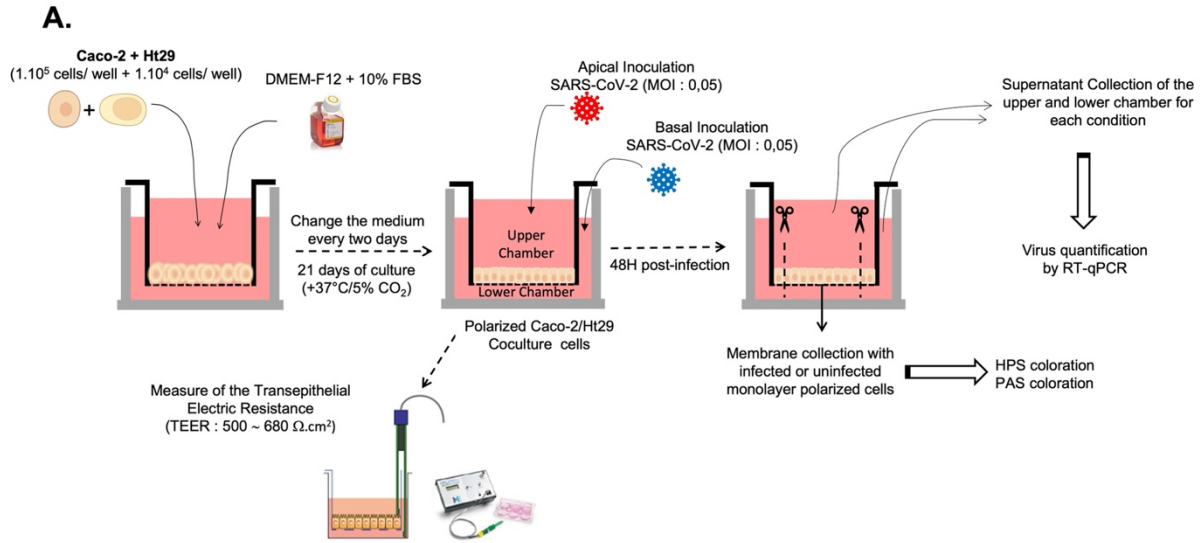 A.
Caco-2 + Ht29
(1.10⁵ cells/ well + 1.10⁴ cells/ well)
+
DMEM-F12 + 10% FBS
Change the medium
every two days
21 days of culture
(+37°C/5% CO₂)
Apical Inoculation
SARS-CoV-2 (MOI : 0,05)
Basal Inoculation
SARS-CoV-2 (MOI : 0,05)
Upper
Chamber
Lower Chamber
Polarized Caco-2/Ht29
Coculture cells
Measure of the Transepithelial
Electric Resistance
(TEER : 500 ~ 680 Ω.cm²)
48H post-infection
Supernatant Collection of the
upper and lower chamber for
each condition
Virus quantification
by RT-qPCR
Membrane collection with
infected or uninfected
monolayer polarized cells
HPS coloration
PAS coloration